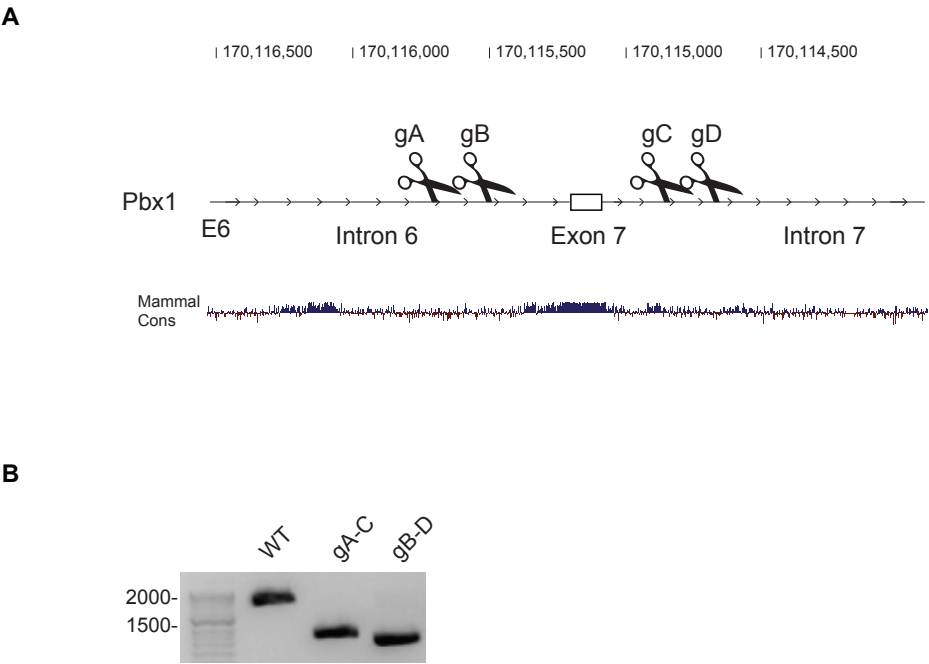 A
170,116,500 170,116,000 170,115,500 170,115,000 170,114,500
gA gB gC gD
Pbx1
E6 Intron 6 Exon 7 Intron 7
Mammal
Cons
B
WT gA-C gB-D
2000-
1500-